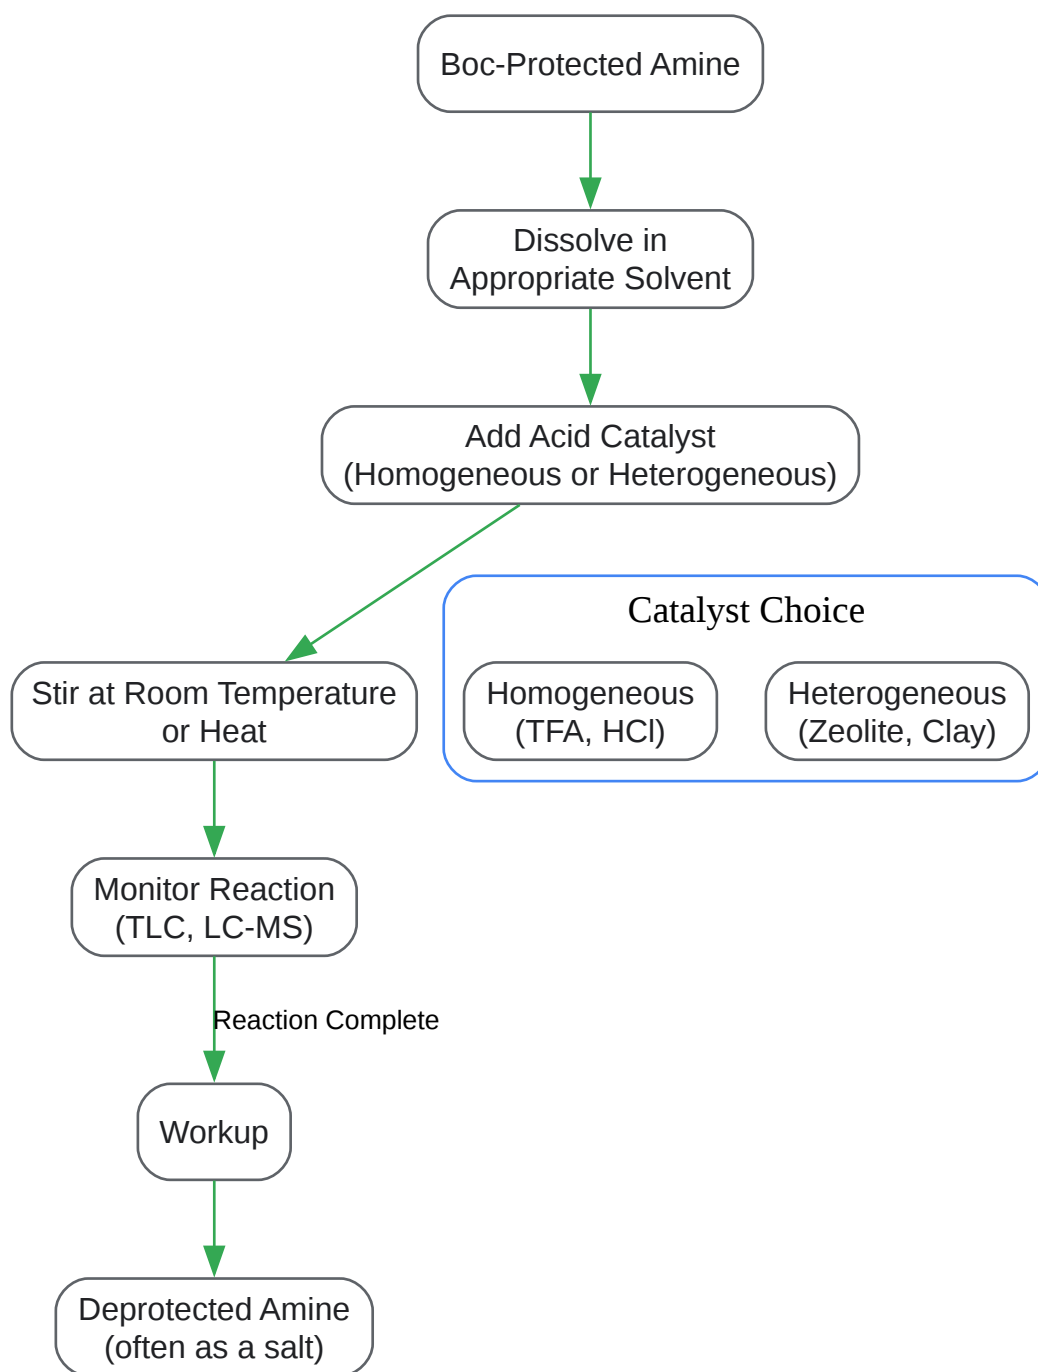 Boc-Protected Amine
Dissolve in
Appropriate Solvent
Add Acid Catalyst
(Homogeneous or Heterogeneous)
Catalyst Choice
Stir at Room Temperature
or Heat
Homogeneous
(TFA, HCl)
Heterogeneous
(Zeolite, Clay)
Monitor Reaction
(TLC, LC-MS)
Reaction Complete
Workup
Deprotected Amine
(often as a salt)